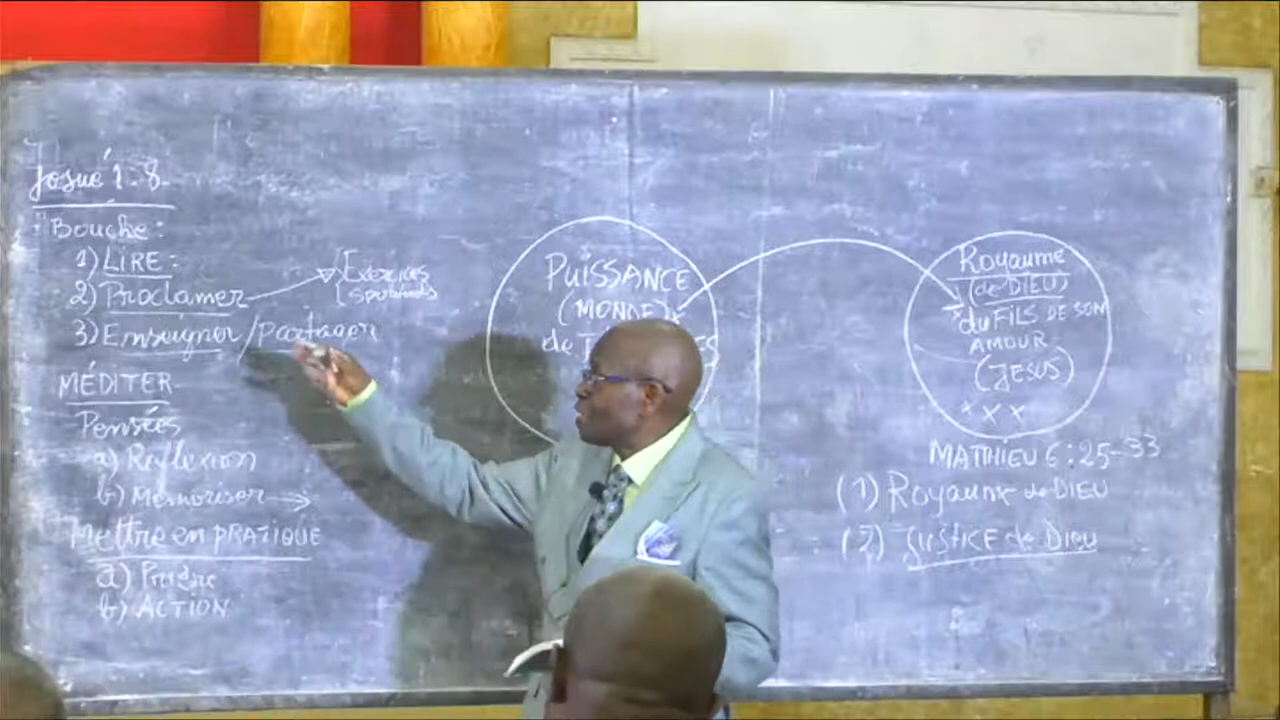 Josué 1-8.
Bouche:
1) LIRE:
2) Proclamer
Exercices
spirituels
3) Enseigner/partager
MÉDITER
Pensées
a) Réflexion
b) Mémoriser
Mettre en PRATIQUE
a) Prière
b) ACTION
PUISSANCE
(MONDE)
de
Royaume
(de DIEU)
du FILS DE SON
AMOUR
(JESUS)
x x x
MATTHIEU 6:25-33
(1) Royaume de DIEU
(2) JUSTICE de Dieu